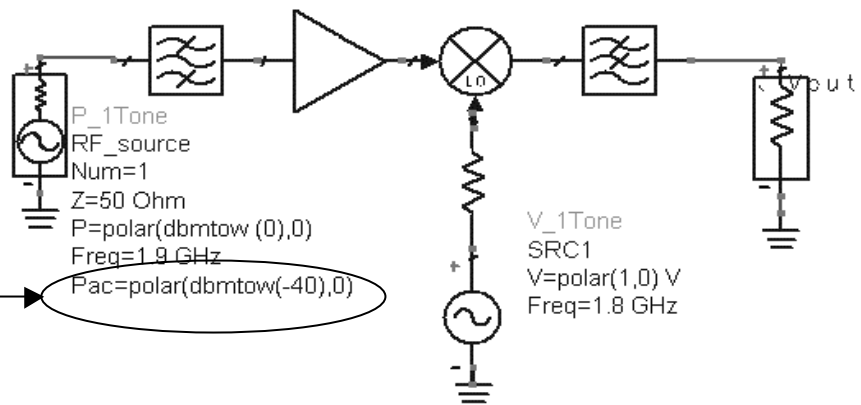 LO
Vout
P_1Tone
RF_source
Num=1
Z=50 Ohm
P=polar(dbmtow (0),0)
Freq=1.9 GHz
Pac=polar(dbmtow(-40),0)
V_1Tone
SRC1
V=polar(1,0) V
Freq=1.8 GHz